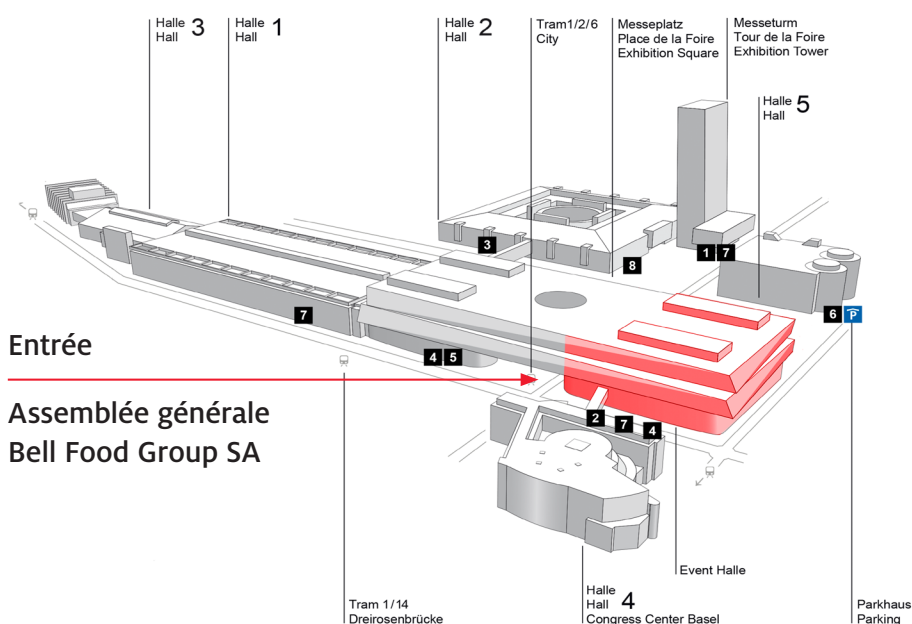 Halle
Hall 3
Halle
Hall 1
Halle
Hall 2
Tram1/2/6
City
Messeplatz
Place de la Foire
Exhibition Square
Messeturm
Tour de la Foire
Exhibition Tower
Halle
Hall 5
3
8
1 7
6 P
7
4 5
Entrée
Assemblée générale
Bell Food Group SA
2 7 4
Event Halle
Tram 1/14
Dreirosenbrücke
Halle
Hall 4
Congress Center Basel
Parkhaus
Parking